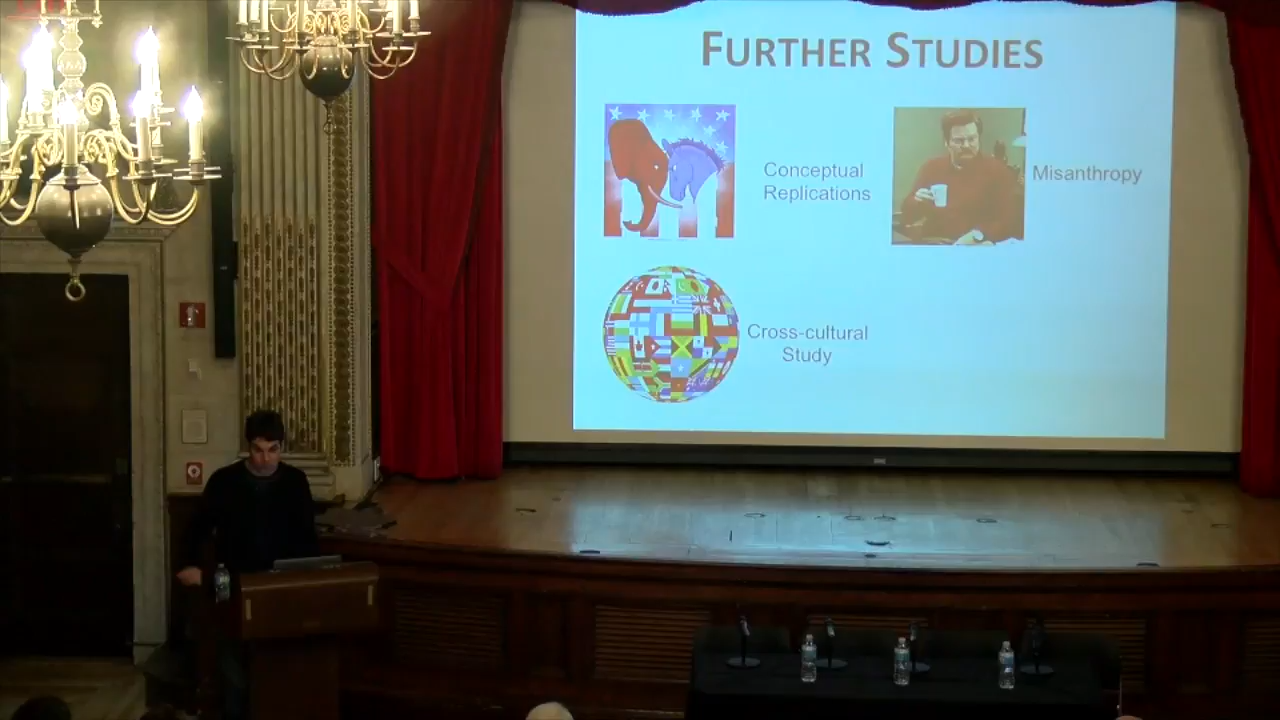 FURTHER STUDIES
Conceptual
Replications
Misanthropy
Cross-cultural
Study